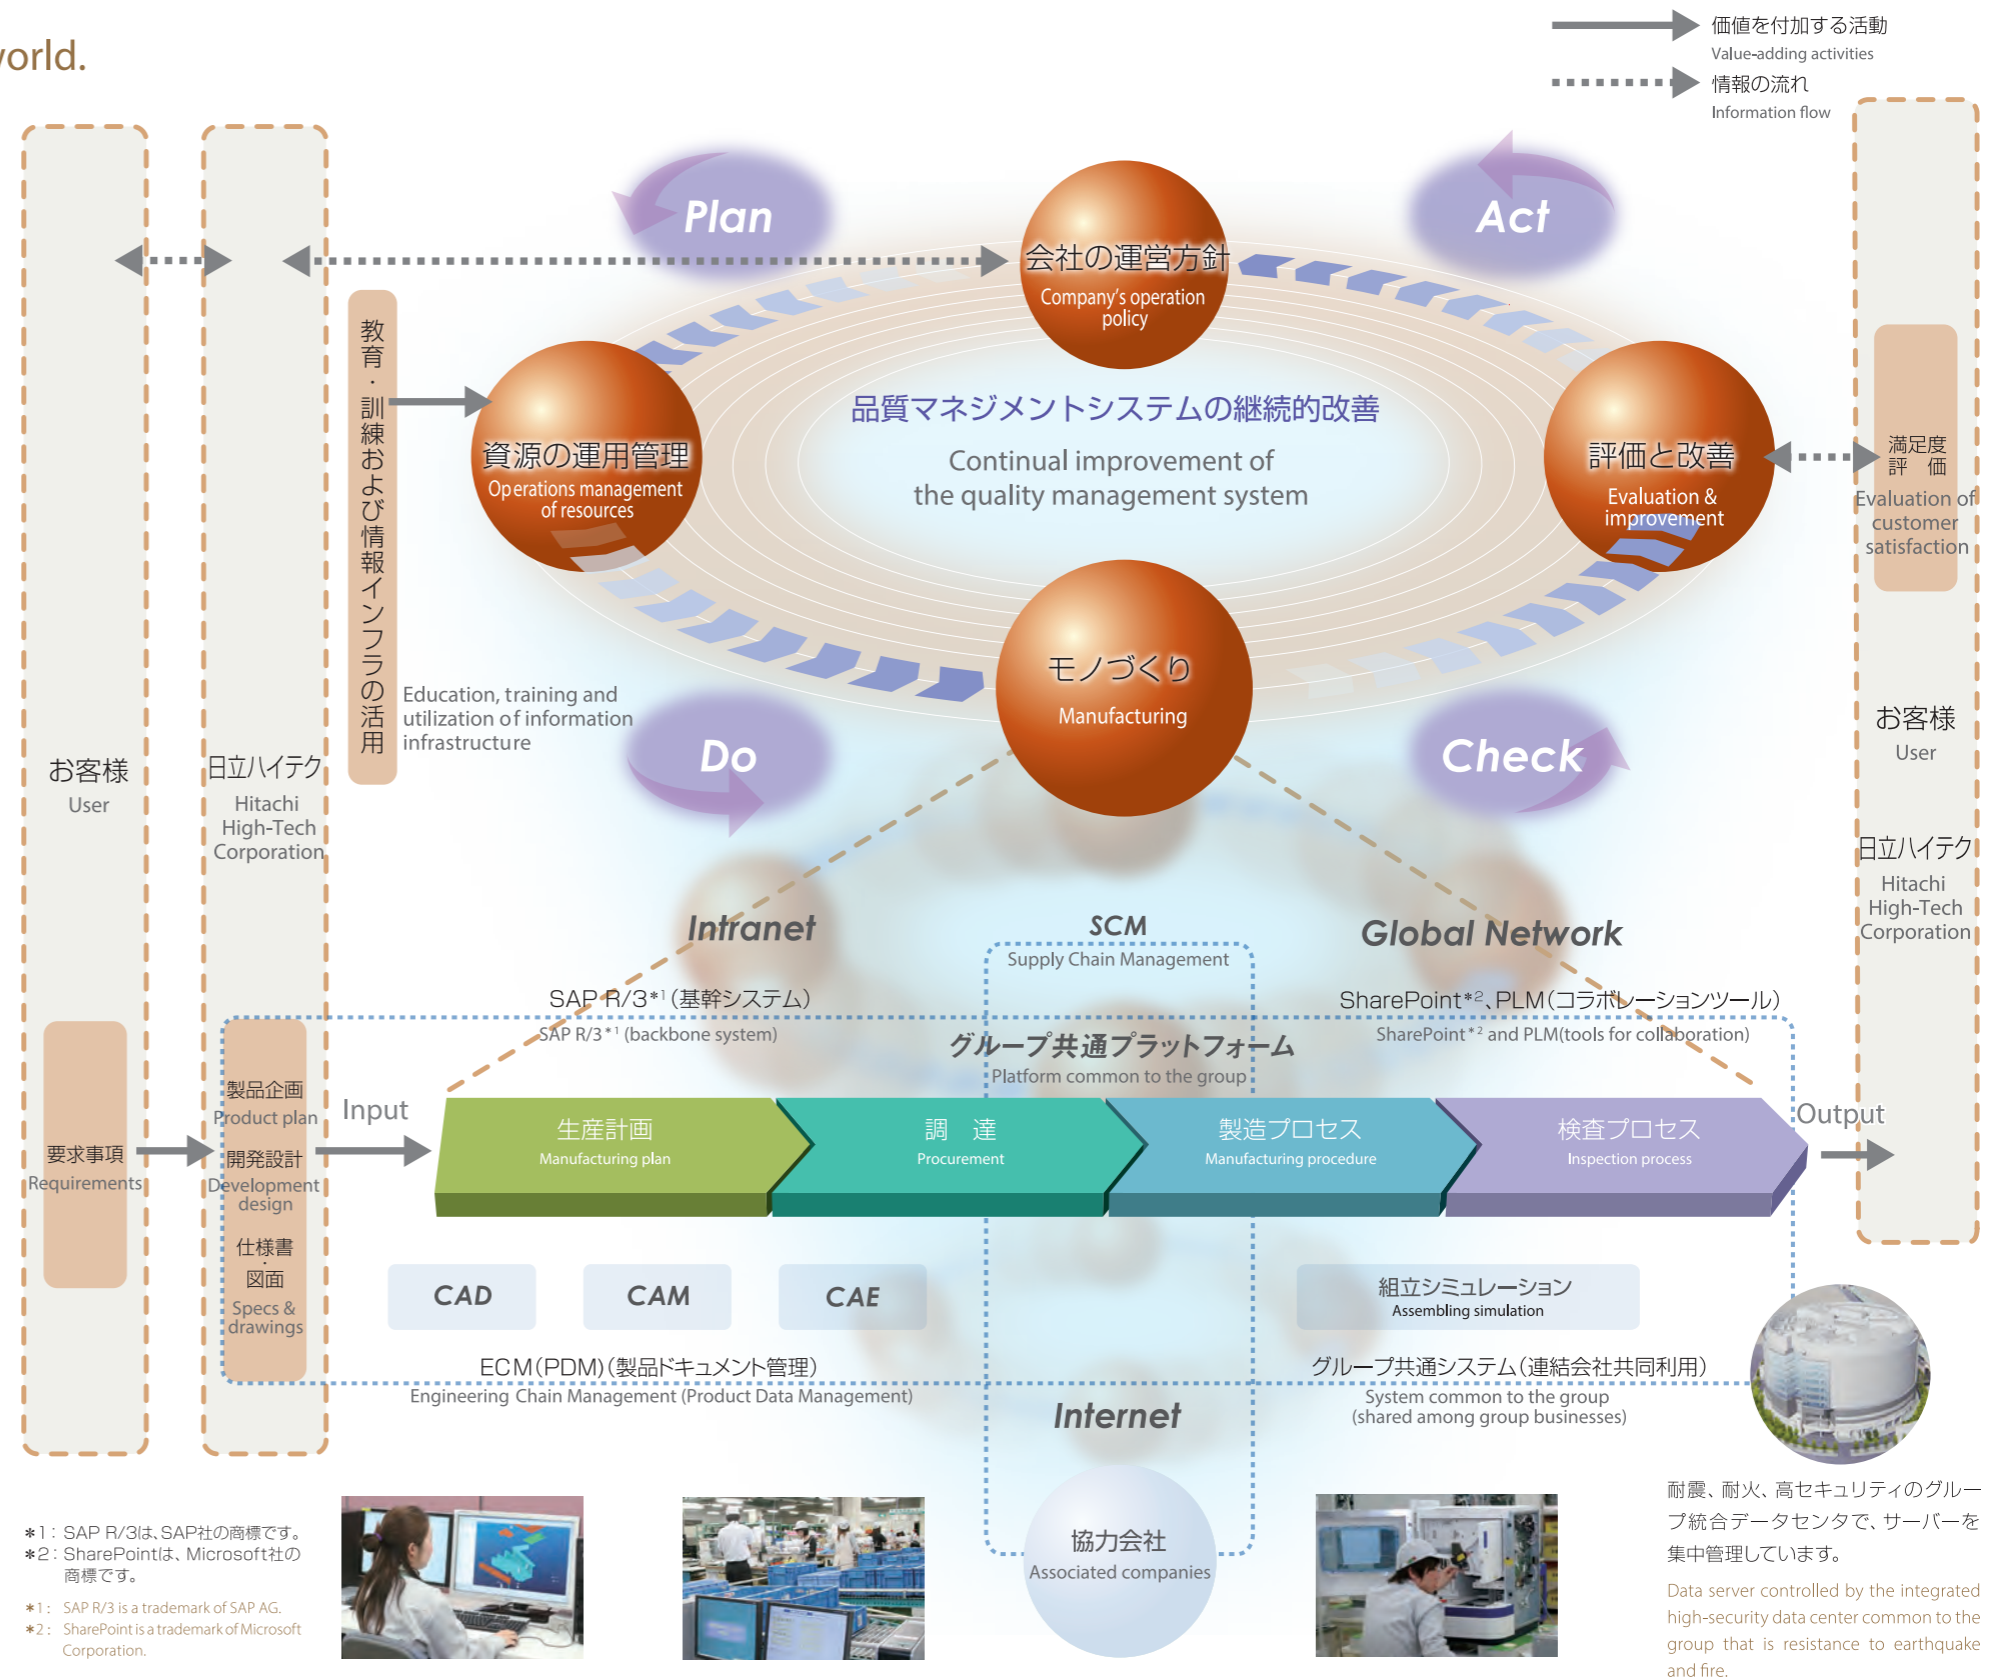 world.
価値を付加する活動
Value-adding activities
情報の流れ
Information flow
Plan
Act
会社の運営方針
Company's operation
policy
教育・訓練および情報インフラの活用
Education, training and
utilization of information
infrastructure
資源の運用管理
Operations management
of resources
品質マネジメントシステムの継続的改善
Continual improvement of
the quality management system
評価と改善
Evaluation &
improvement
満足度
評　価
Evaluation of
customer
satisfaction
モノづくり
Manufacturing
Do
Check
お客様
User
日立ハイテク
Hitachi
High-Tech
Corporation
お客様
User
日立ハイテク
Hitachi
High-Tech
Corporation
Intranet
SCM
Supply Chain Management
Global Network
SAP R/3*1(基幹システム)
SAP R/3*1 (backbone system)
SharePoint*2、PLM(コラボレーションツール)
SharePoint*2 and PLM(tools for collaboration)
グループ共通プラットフォーム
Platform common to the group
要求事項
Requirements
製品企画
Product plan
開発設計
Development
design
仕様書
・
図面
Specs &
drawings
Input
生産計画
Manufacturing plan
調　達
Procurement
製造プロセス
Manufacturing procedure
検査プロセス
Inspection process
Output
CAD
CAM
CAE
組立シミュレーション
Assembling simulation
ECM(PDM)(製品ドキュメント管理)
Engineering Chain Management (Product Data Management)
グループ共通システム(連結会社共同利用)
System common to the group
(shared among group businesses)
Internet
協力会社
Associated companies
*1: SAP R/3は、SAP社の商標です。
*2: SharePointは、Microsoft社の
商標です。
*1: SAP R/3 is a trademark of SAP AG.
*2: SharePoint is a trademark of Microsoft
Corporation.
耐震、耐火、高セキュリティのグルー
プ統合データセンタで、サーバーを
集中管理しています。
Data server controlled by the integrated
high-security data center common to the
group that is resistance to earthquake
and fire.